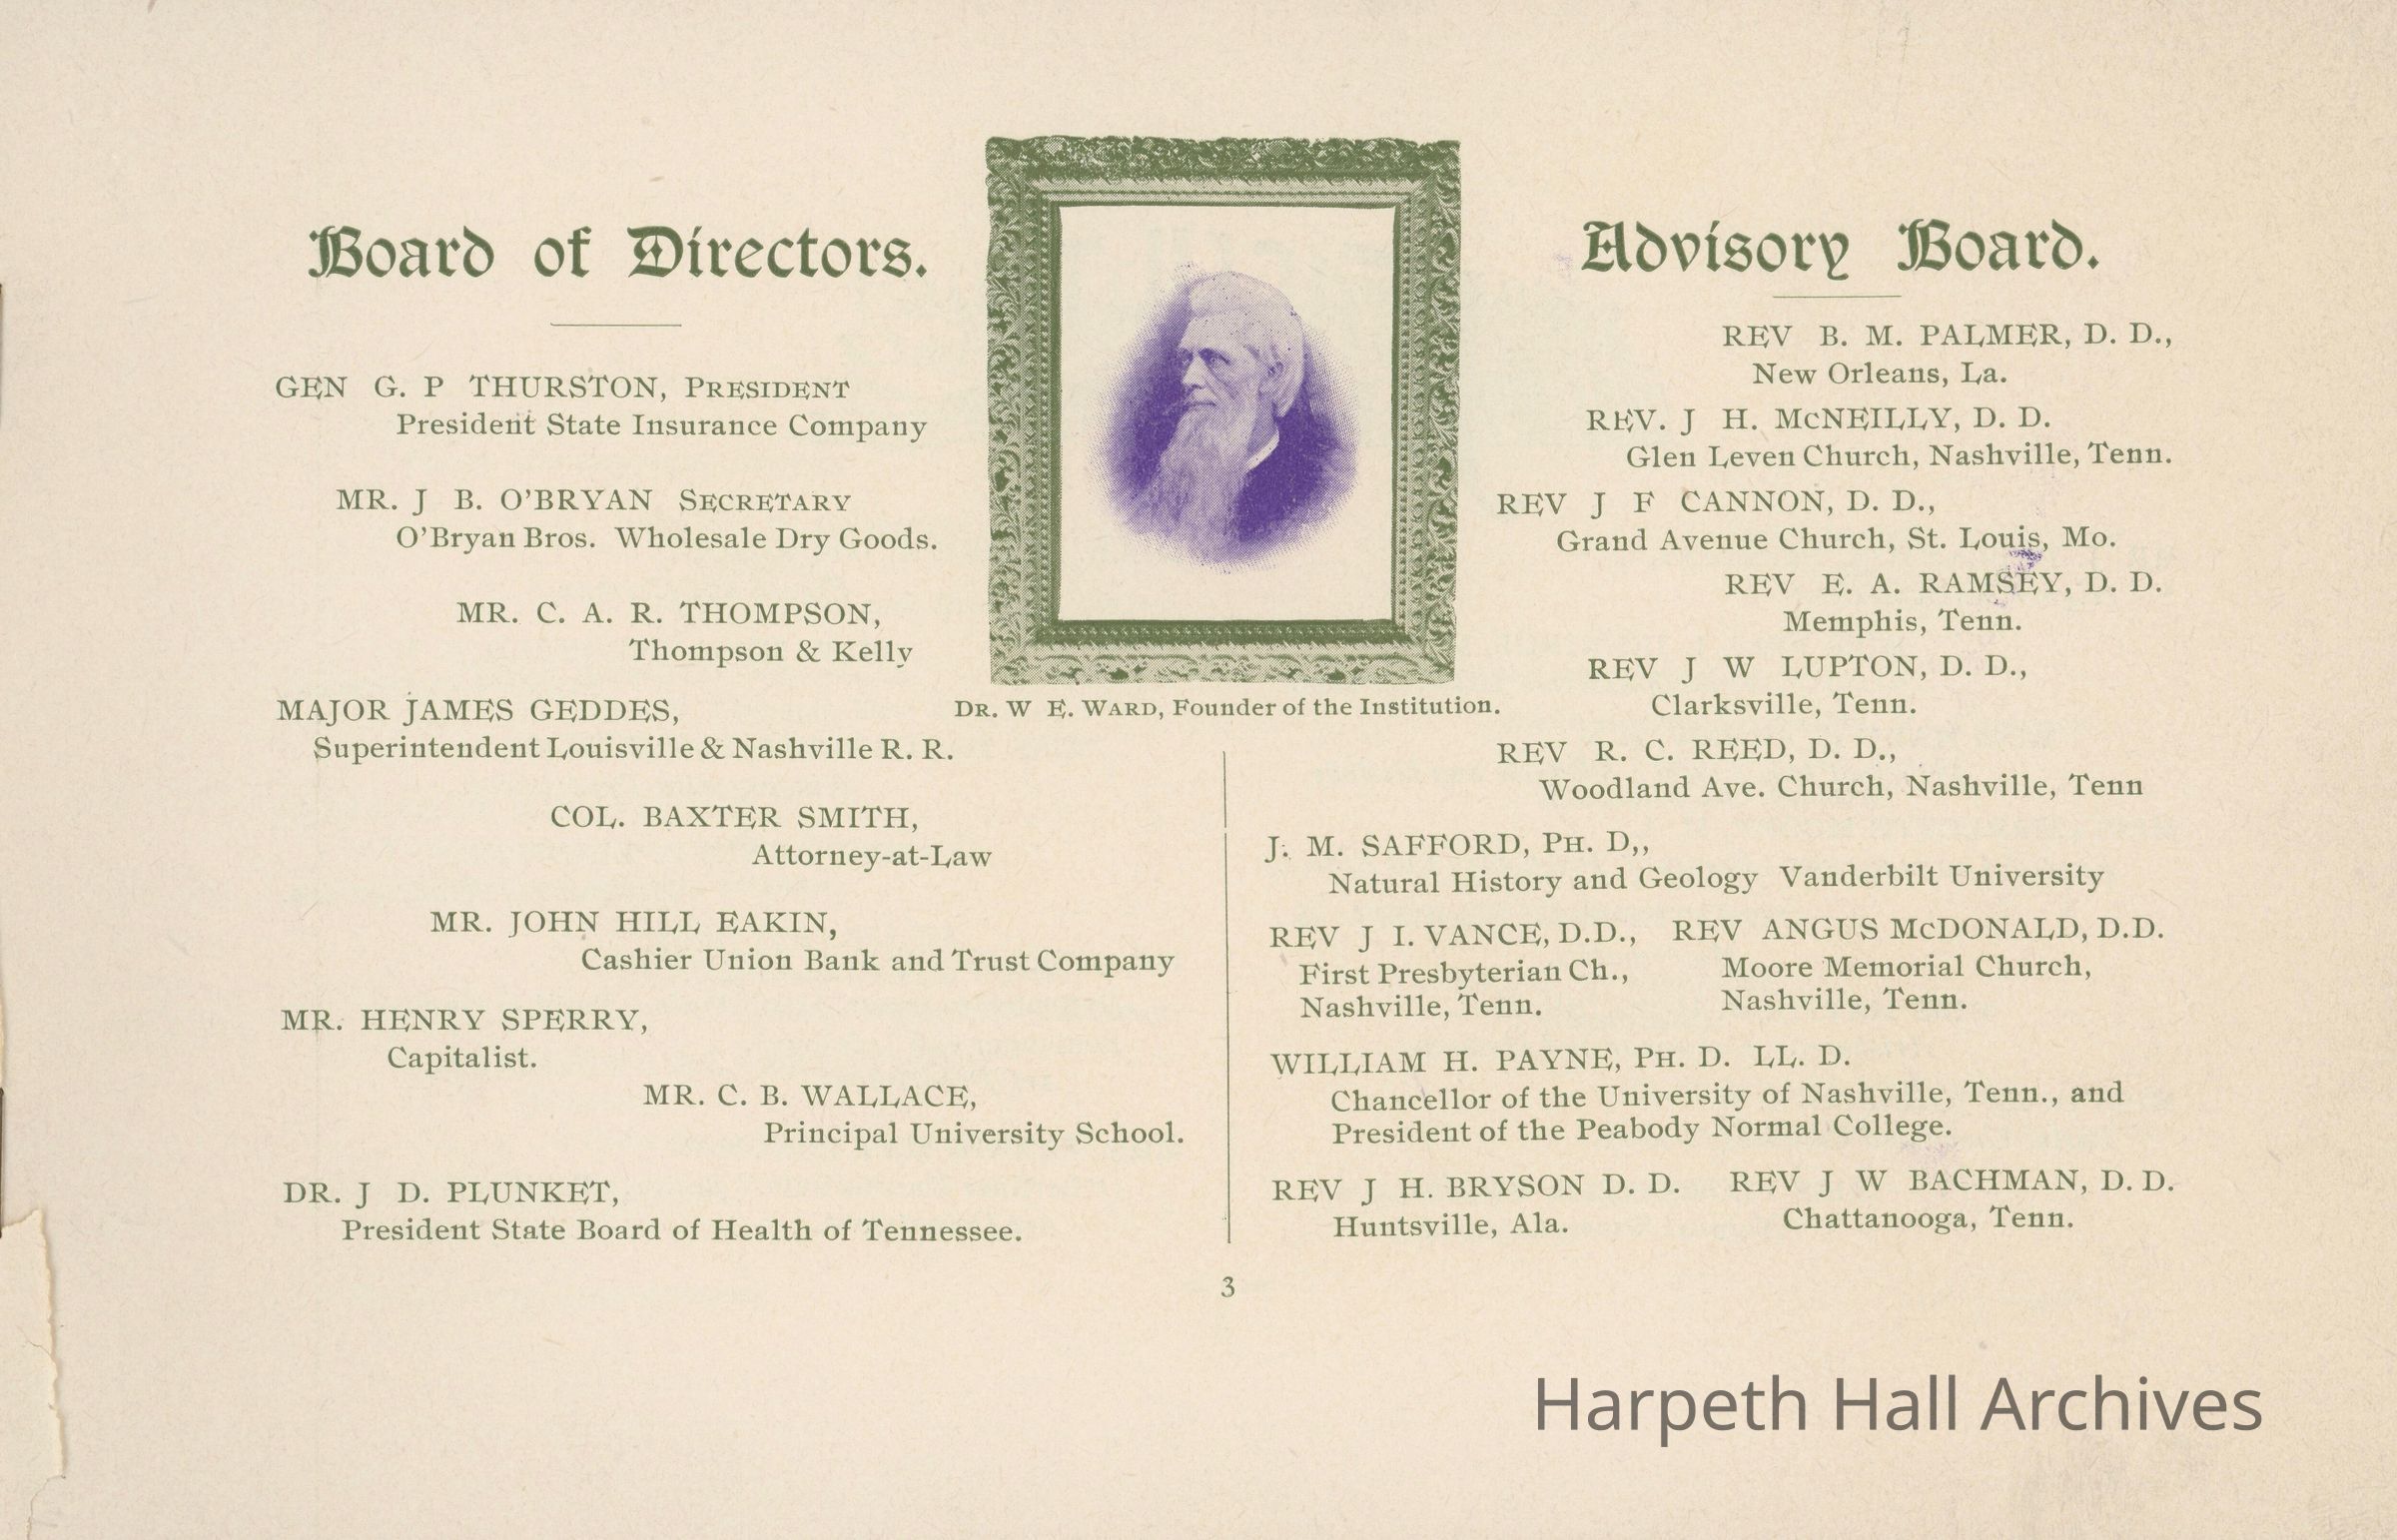 Board of Directors.
GEN G. P THURSTON, PRESIDENT
President State Insurance Company
MR. J B. O'BRYAN SECRETARY
O'Bryan Bros. Wholesale Dry Goods.
MR. C. A. R. THOMPSON,
Thompson & Kelly
MAJOR JAMES GEDDES,
Superintendent Louisville & Nashville R. R.
COL. BAXTER SMITH,
Attorney-at-Law
MR. JOHN HILL EAKIN,
Cashier Union Bank and Trust Company
MR. HENRY SPERRY,
Capitalist.
MR. C. B. WALLACE,
Principal University School.
DR. J D. PLUNKET,
President State Board of Health of Tennessee.
DR. W E. WARD, Founder of the Institution.
Advisory Board.
REV B. M. PALMER, D. D.,
New Orleans, La.
REV. J H. McNEILLY, D. D.
Glen Leven Church, Nashville, Tenn.
REV J F CANNON, D. D.,
Grand Avenue Church, St. Louis, Mo.
REV E. A. RAMSEY, D. D.
Memphis, Tenn.
REV J W LUPTON, D. D.,
Clarksville, Tenn.
REV R. C. REED, D. D.,
Woodland Ave. Church, Nashville, Tenn
J. M. SAFFORD, PH. D,,
Natural History and Geology Vanderbilt University
REV J I. VANCE, D.D.,
First Presbyterian Ch.,
Nashville, Tenn.
REV ANGUS McDONALD, D.D.
Moore Memorial Church,
Nashville, Tenn.
WILLIAM H. PAYNE, PH. D. LL. D.
Chancellor of the University of Nashville, Tenn., and
President of the Peabody Normal College.
REV J H. BRYSON D. D.
Huntsville, Ala.
REV J W BACHMAN, D. D.
Chattanooga, Tenn.
3
Harpeth Hall Archives